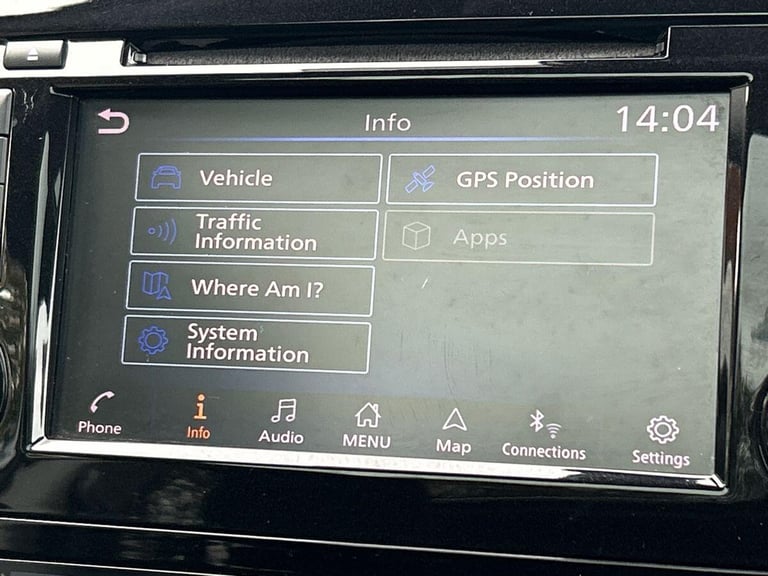 Info
14:04
Vehicle
GPS Position
Traffic
Information
Apps
Where Am I?
System
Information
Phone
Info
Audio
MENU
Map
Connections
Settings